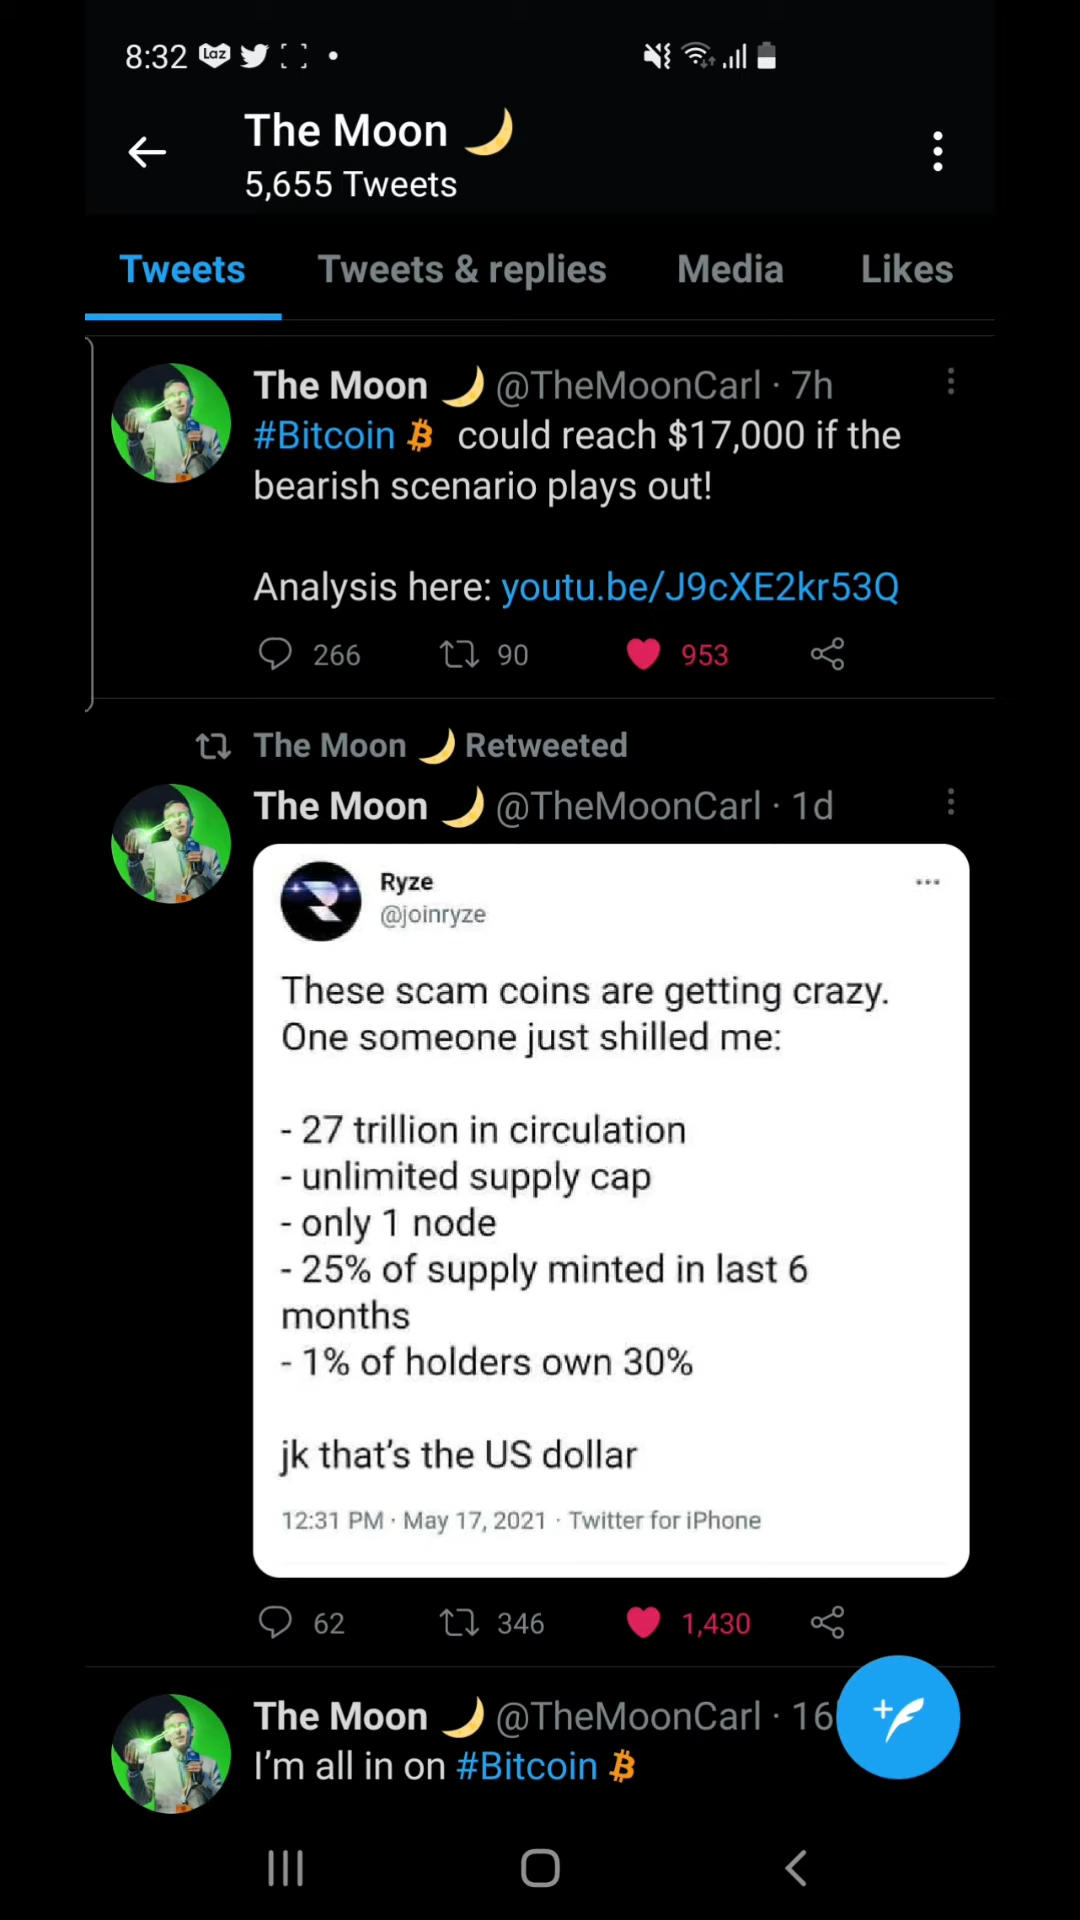 8:32 Laz
The Moon 🌙
5,655 Tweets
Tweets Tweets & replies Media Likes
The Moon 🌙 @TheMoonCarl · 7h
#Bitcoin ₿ could reach $17,000 if the
bearish scenario plays out!
Analysis here: youtu.be/J9cXE2kr53Q
266 90 953
The Moon 🌙 Retweeted
The Moon 🌙 @TheMoonCarl · 1d
Ryze
@joinryze
These scam coins are getting crazy.
One someone just shilled me:
- 27 trillion in circulation
- unlimited supply cap
- only 1 node
- 25% of supply minted in last 6
months
- 1% of holders own 30%
jk that's the US dollar
12:31 PM · May 17, 2021 · Twitter for iPhone
62 346 1,430
The Moon 🌙 @TheMoonCarl · 16
I'm all in on #Bitcoin ₿